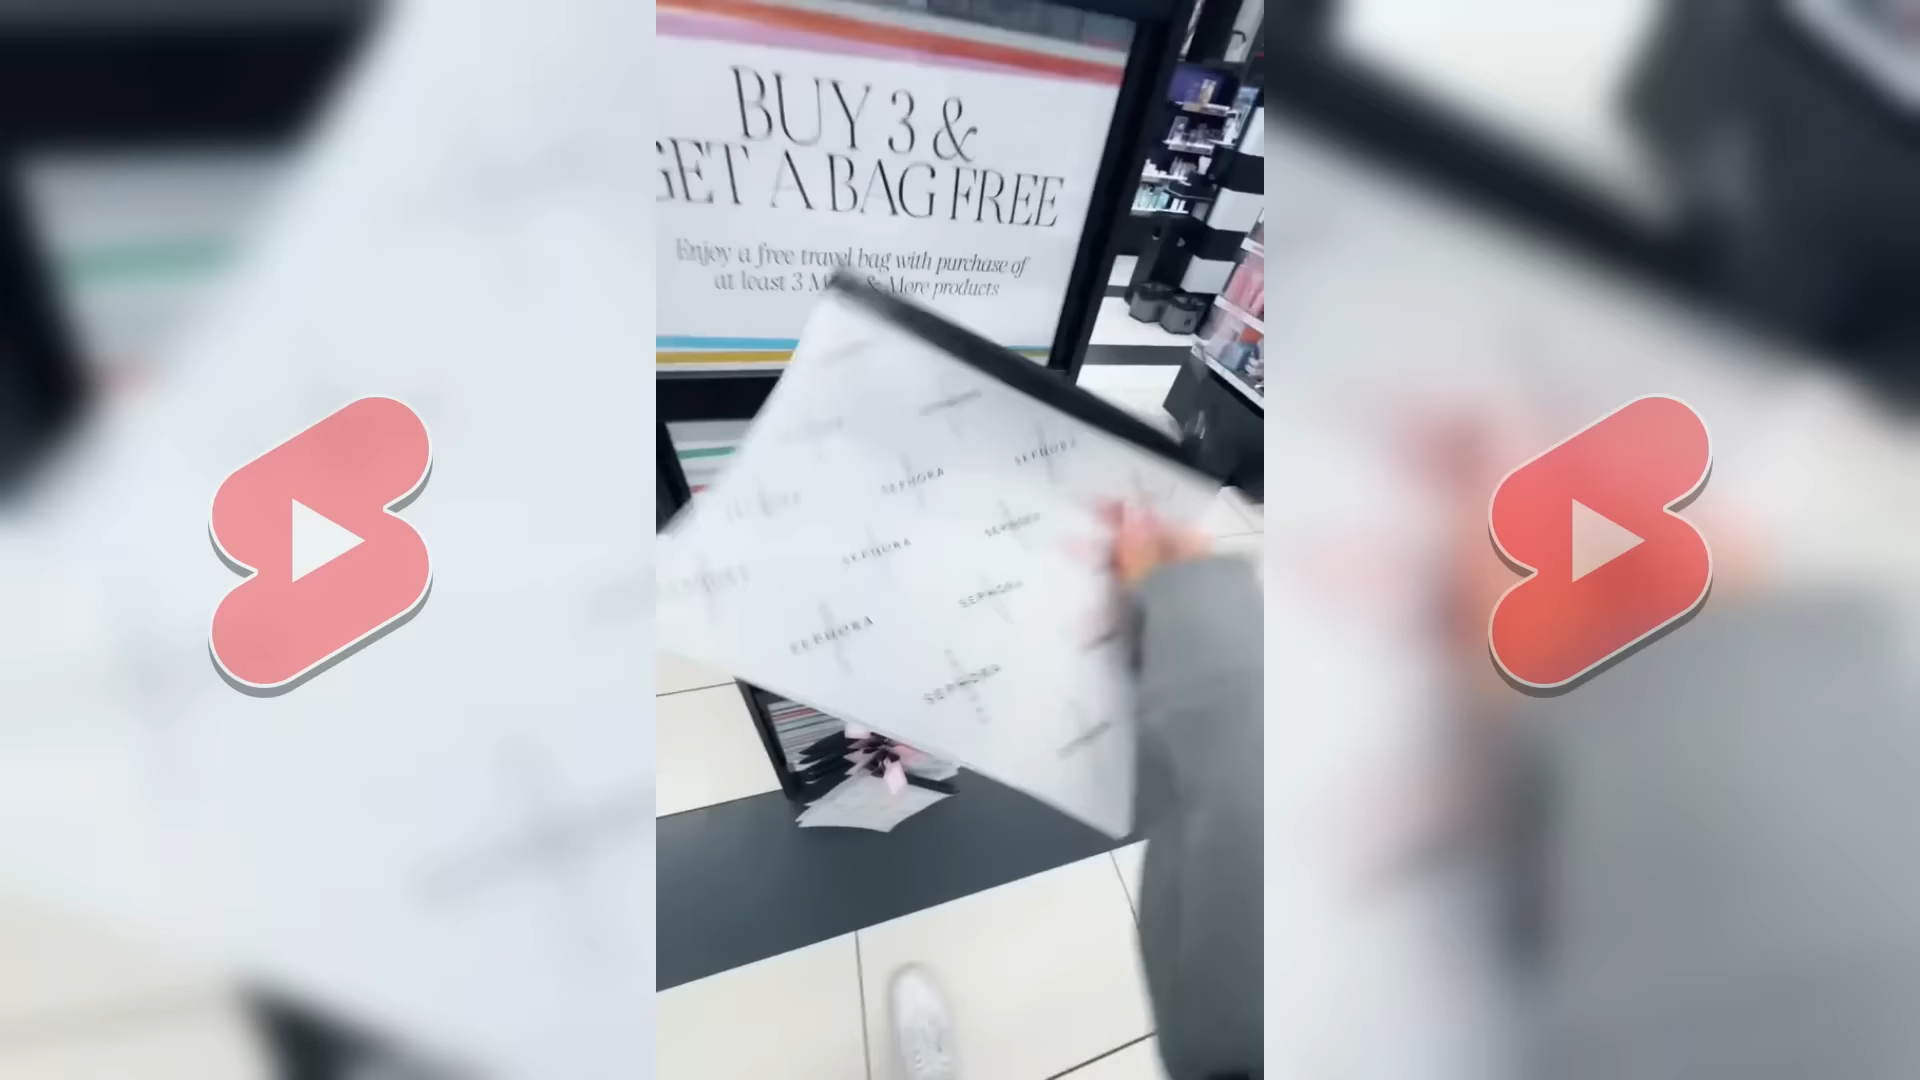 BUY 3 &
GET A BAG FREE
Enjoy a free travel bag with purchase of
at least 3 & More products
SEPHORA
SEPHORA
SEPHORA
SEPHORA
SEPHORA
SEPHORA
SEPHORA